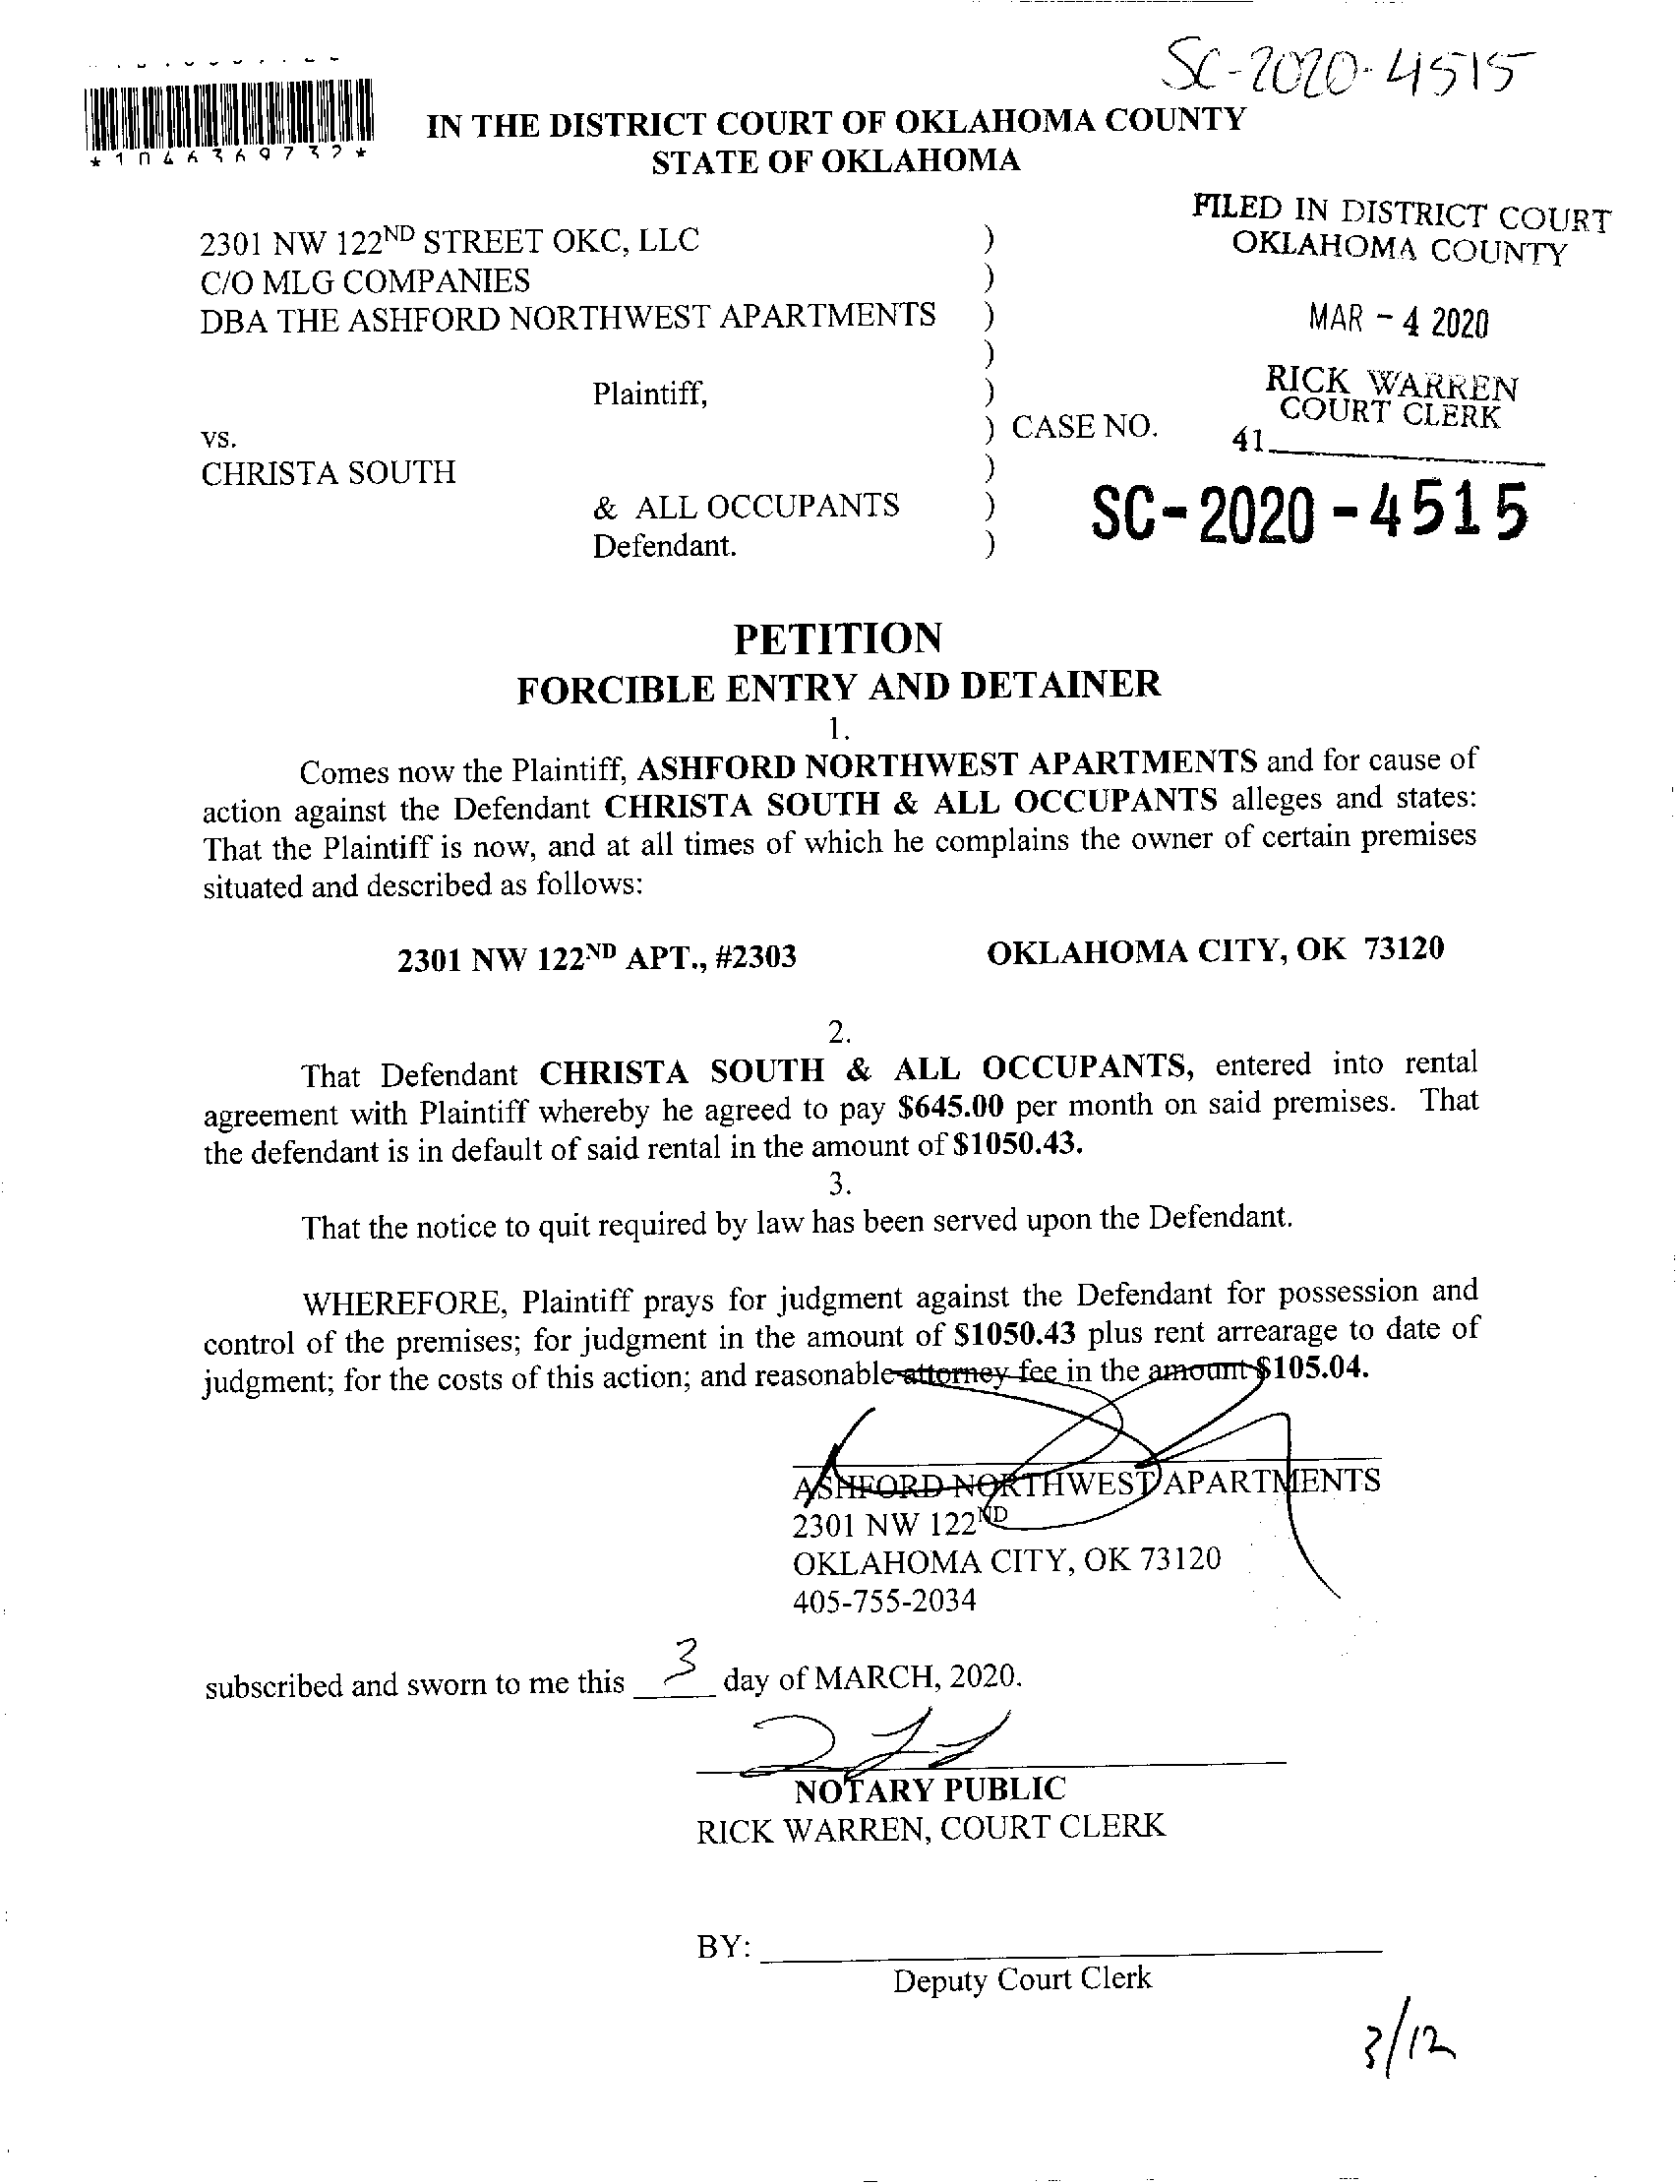 SC-2020-4515
*1046369732*
IN THE DISTRICT COURT OF OKLAHOMA COUNTY
STATE OF OKLAHOMA
FILED IN DISTRICT COURT
OKLAHOMA COUNTY
MAR - 4 2020
RICK WARREN
COURT CLERK
41
2301 NW 122ND STREET OKC, LLC )
C/O MLG COMPANIES )
DBA THE ASHFORD NORTHWEST APARTMENTS )
)
Plaintiff, )
vs. ) CASE NO.
CHRISTA SOUTH )
& ALL OCCUPANTS )
Defendant. )
SC-2020-4515
PETITION
FORCIBLE ENTRY AND DETAINER
1.
Comes now the Plaintiff, ASHFORD NORTHWEST APARTMENTS and for cause of
action against the Defendant CHRISTA SOUTH & ALL OCCUPANTS alleges and states:
That the Plaintiff is now, and at all times of which he complains the owner of certain premises
situated and described as follows:
2301 NW 122ND APT., #2303 OKLAHOMA CITY, OK 73120
2.
That Defendant CHRISTA SOUTH & ALL OCCUPANTS, entered into rental
agreement with Plaintiff whereby he agreed to pay $645.00 per month on said premises. That
the defendant is in default of said rental in the amount of $1050.43.
3.
That the notice to quit required by law has been served upon the Defendant.
WHEREFORE, Plaintiff prays for judgment against the Defendant for possession and
control of the premises; for judgment in the amount of $1050.43 plus rent arrearage to date of
judgment; for the costs of this action; and reasonable attorney fee in the amount $105.04.
ASHFORD NORTHWEST APARTMENTS
2301 NW 122ND
OKLAHOMA CITY, OK 73120
405-755-2034
subscribed and sworn to me this 3 day of MARCH, 2020.
NOTARY PUBLIC
RICK WARREN, COURT CLERK
BY:
Deputy Court Clerk
3/12